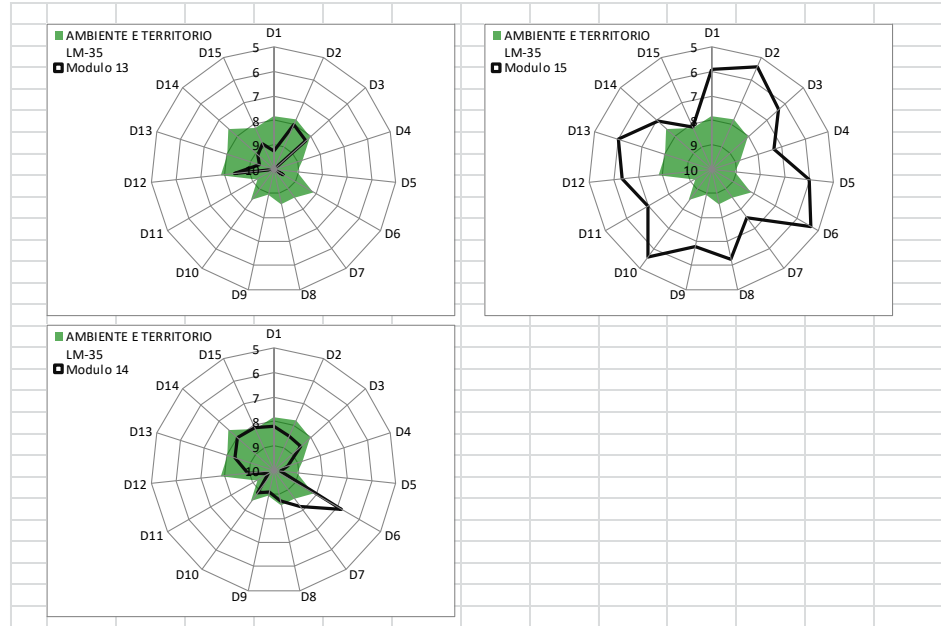 AMBIENTE E TERRITORIO
LM-35
Modulo 13
D1
D2
D3
D4
D5
D6
D7
D8
D9
D10
D11
D12
D13
D14
D15
5
6
7
8
9
10
AMBIENTE E TERRITORIO
LM-35
Modulo 15
D1
D2
D3
D4
D5
D6
D7
D8
D9
D10
D11
D12
D13
D14
D15
5
6
7
8
9
10
AMBIENTE E TERRITORIO
LM-35
Modulo 14
D1
D2
D3
D4
D5
D6
D7
D8
D9
D10
D11
D12
D13
D14
D15
5
6
7
8
9
10